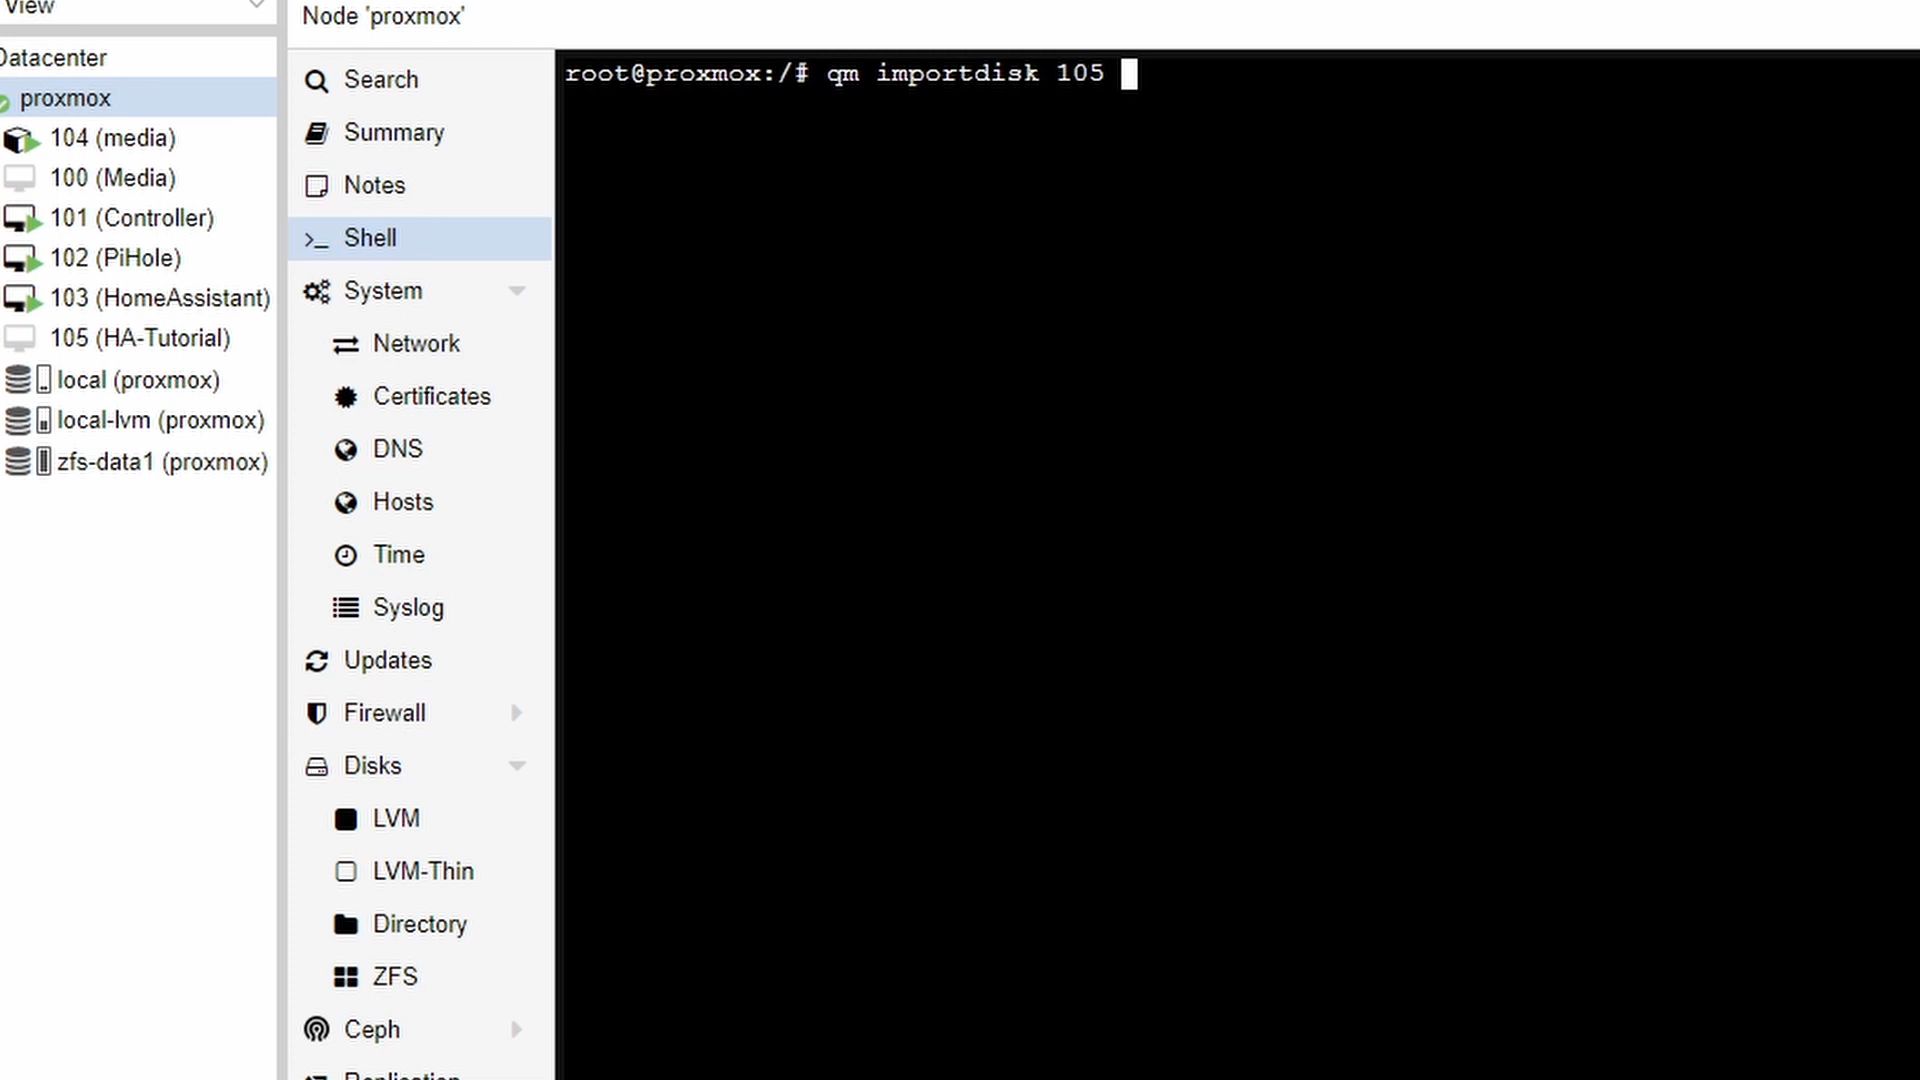 View
Node 'proxmox'
Datacenter
proxmox
104 (media)
100 (Media)
101 (Controller)
102 (PiHole)
103 (HomeAssistant)
105 (HA-Tutorial)
local (proxmox)
local-lvm (proxmox)
zfs-data1 (proxmox)
Search
Summary
Notes
Shell
System
Network
Certificates
DNS
Hosts
Time
Syslog
Updates
Firewall
Disks
LVM
LVM-Thin
Directory
ZFS
Ceph
Replication
root@proxmox:/# qm importdisk 105